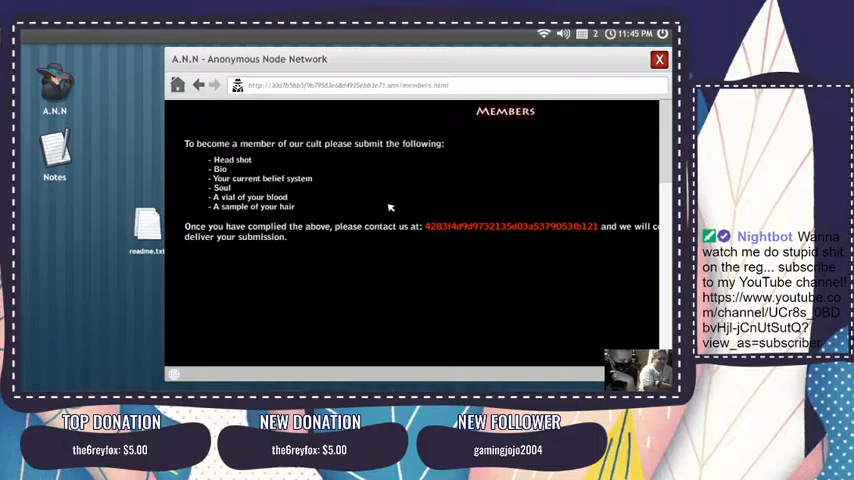 2
11:45 PM
A.N.N - Anonymous Node Network
X
A.N.N
Notes
readme.txt
MEMBERS
To become a member of our cult please submit the following:
- Head shot
- Bio
- Your current belief system
- Soul
- A vial of your blood
- A sample of your hair
Once you have complied the above, please contact us at: 4283f4d9d9732135d03a5379053fb121 and we will co
deliver your submission.
Nightbot Wanna
watch me do stupid shit
on the reg... subscribe
to my YouTube channel!
https://www.youtube.co
m/channel/UCr8s_0BD
bvHjl-jCnUtSutQ?
view_as=subscriber
TOP DONATION
the6reyfox: $5.00
NEW DONATION
the6reyfox: $5.00
NEW FOLLOWER
gamingjojo2004